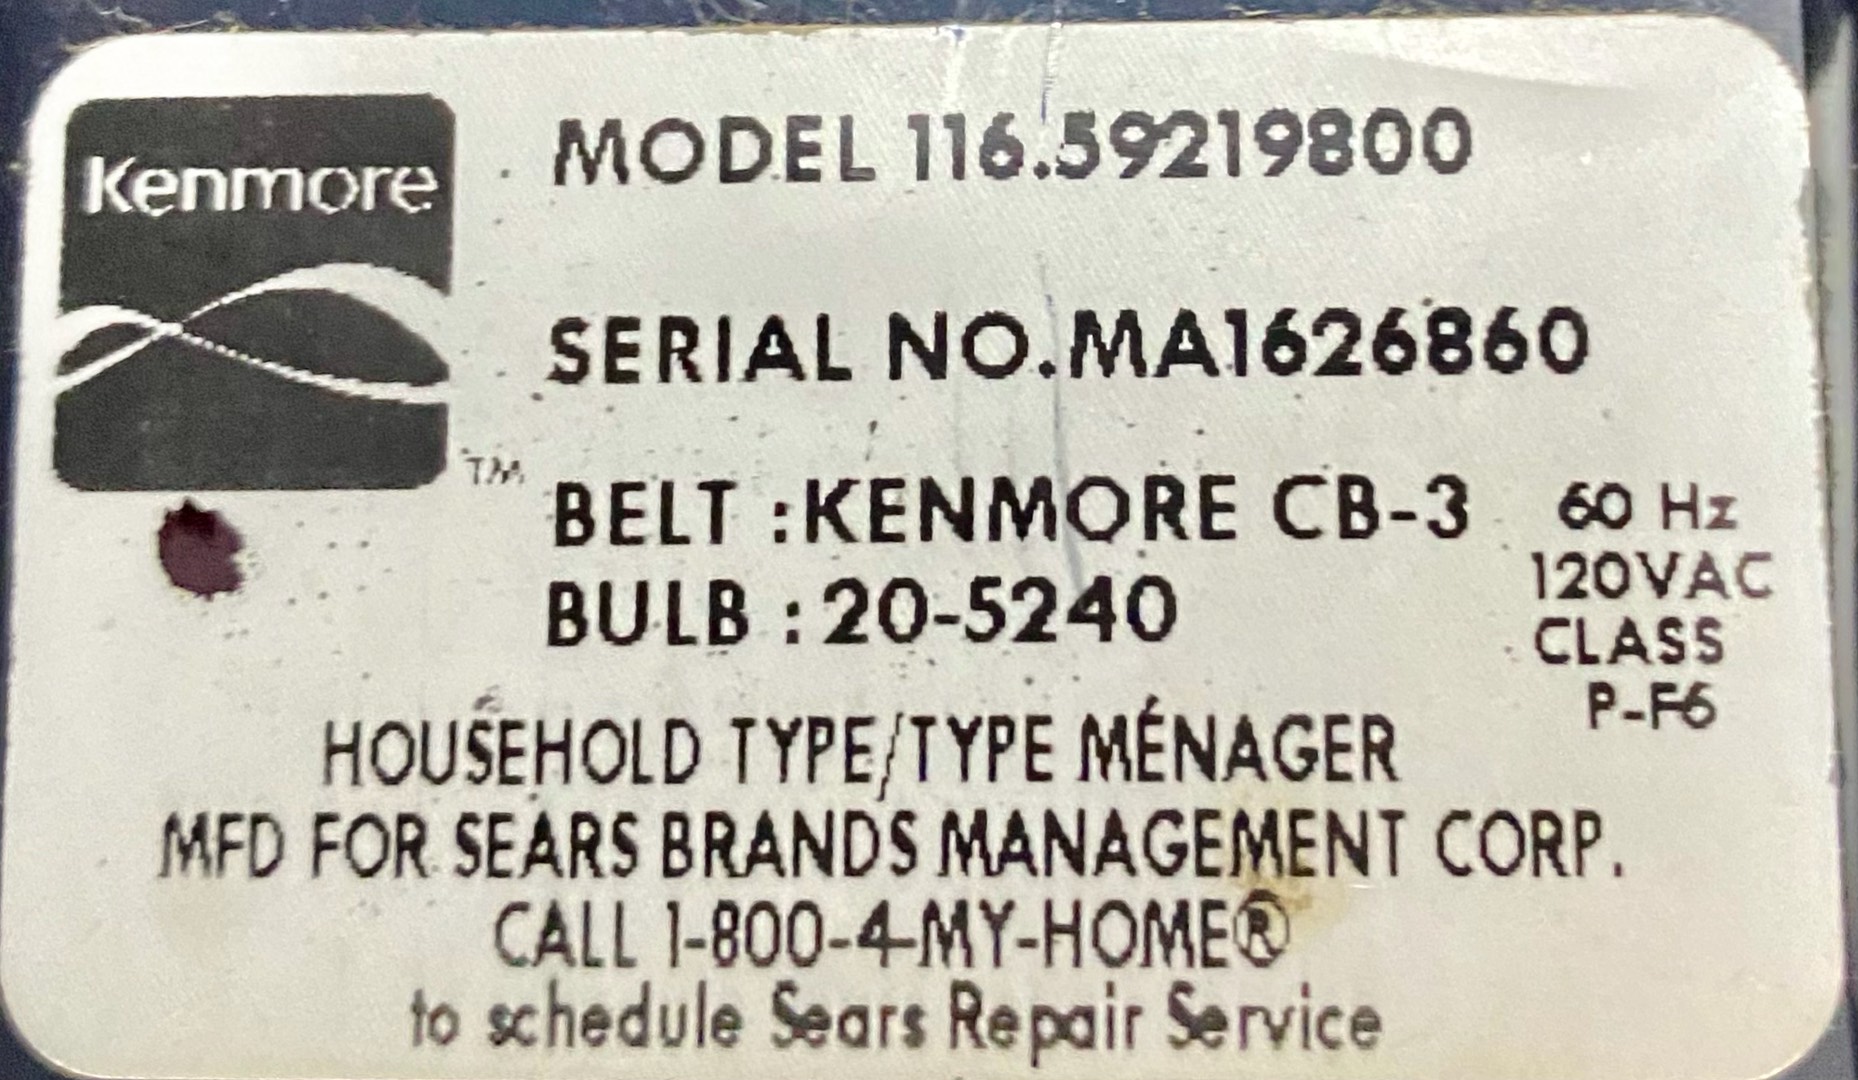 Kenmore
TM
MODEL 116.59219800
SERIAL NO.MA1626860
BELT :KENMORE CB-3
BULB :20-5240
60 Hz
120VAC
CLASS
P-F6
HOUSEHOLD TYPE/TYPE MÉNAGER
MFD FOR SEARS BRANDS MANAGEMENT CORP.
CALL 1-800-4-MY-HOME®
to schedule Sears Repair Service